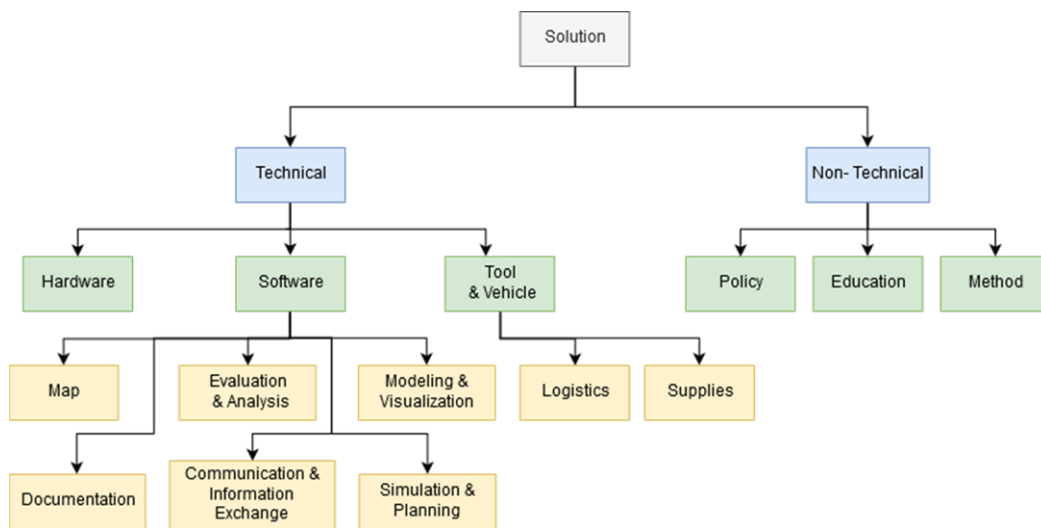 Solution
Technical
Non- Technical
Hardware
Software
Tool
& Vehicle
Policy
Education
Method
Map
Evaluation
& Analysis
Modeling &
Visualization
Logistics
Supplies
Documentation
Communication &
Information
Exchange
Simulation &
Planning